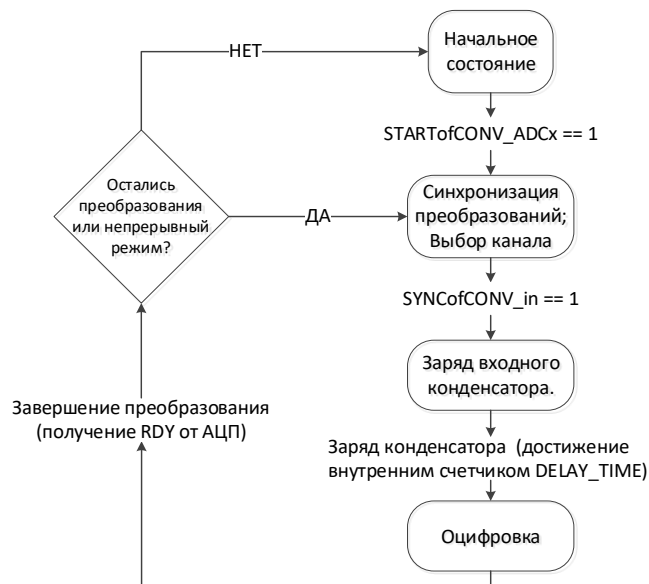 НЕТ
Начальное
состояние
STARTofCONV_ADCx == 1
Остались
преобразования
или непрерывный
режим?
ДА
Синхронизация
преобразований;
Выбор канала
SYNCofCONV_in == 1
Заряд входного
конденсатора.
Завершение преобразования
(получение RDY от АЦП)
Заряд конденсатора (достижение
внутренним счетчиком DELAY_TIME)
Оцифровка